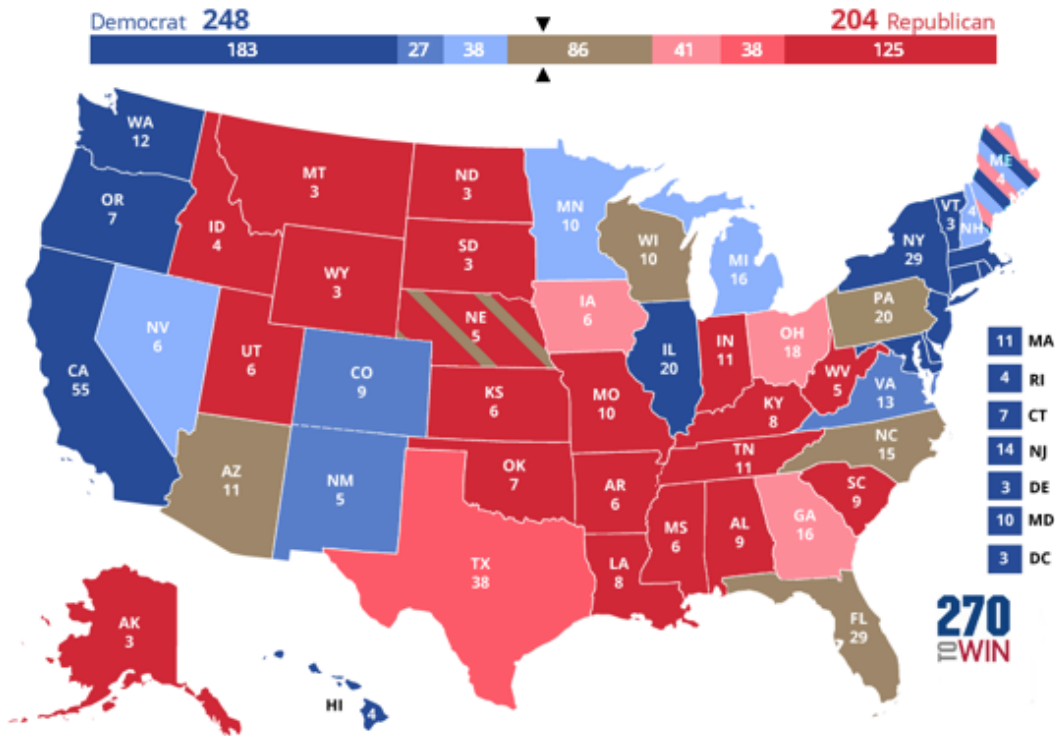 Democrat 248
204 Republican
183 27 38 86 41 38 125
WA
12
OR
7
CA
55
NV
6
ID
4
MT
3
WY
3
UT
6
AZ
11
CO
9
NM
5
ND
3
SD
3
NE
5
KS
6
OK
7
TX
38
MN
10
IA
6
MO
10
AR
6
LA
8
WI
10
IL
20
MI
16
IN
11
OH
18
KY
8
TN
11
MS
6
AL
9
GA
16
FL
29
SC
9
NC
15
VA
13
WV
5
PA
20
NY
29
VT
3
4
NH
ME
4
11 MA
4 RI
7 CT
14 NJ
3 DE
10 MD
3 DC
AK
3
HI
4
270
TO WIN